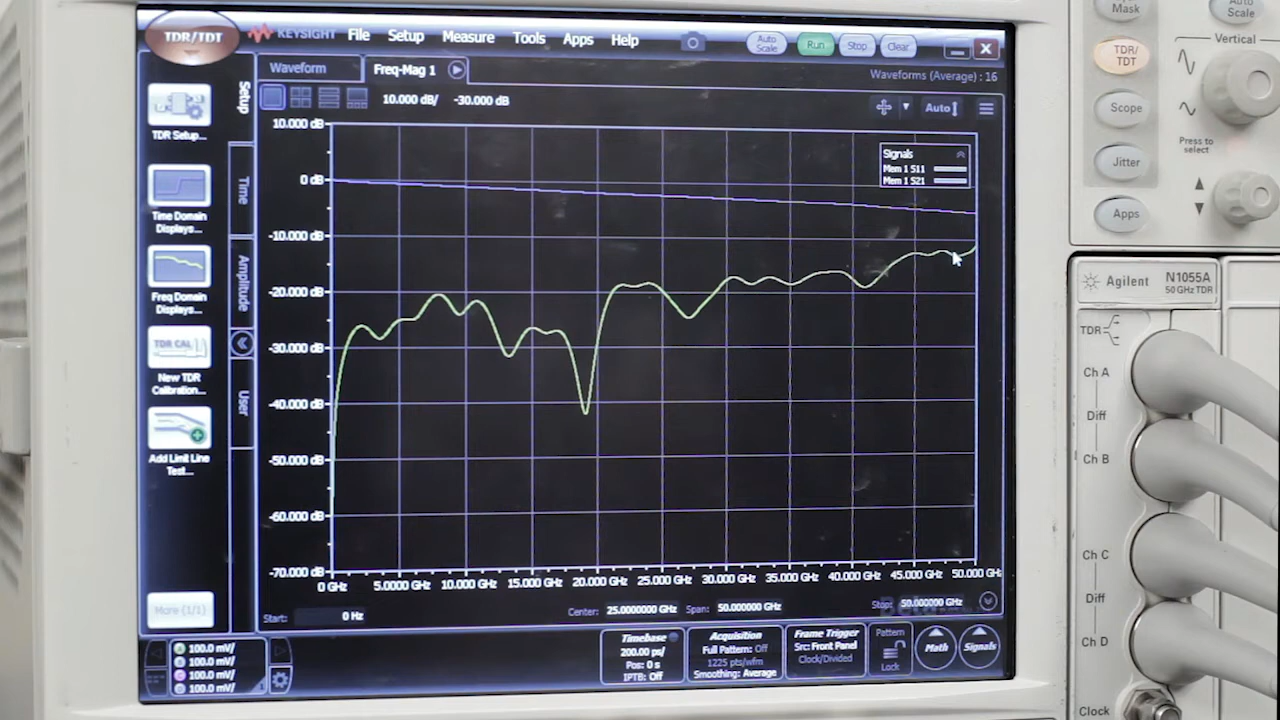 TDR/TDT
KEYSIGHT File Setup Measure Tools Apps Help
Auto Scale
Run
Stop
Clear
Waveform
Freq-Mag 1
Waveforms (Average) : 16
10.000 dB/ -30.000 dB
Auto
Setup
Time
Amplitude
User
TDR Setup...
Time Domain
Displays...
Freq Domain
Displays...
TDR CAL
New TDR
Calibration...
Add Limit Line
Test...
More (1/1)
Signals
Mem 1 S11
Mem 1 S21
10.000 dB
0 dB
-10.000 dB
-20.000 dB
-30.000 dB
-40.000 dB
-50.000 dB
-60.000 dB
-70.000 dB
0 GHz 5.0000 GHz 10.000 GHz 15.000 GHz 20.000 GHz 25.000 GHz 30.000 GHz 35.000 GHz 40.000 GHz 45.000 GHz 50.000 GHz
Start: 0 Hz
Center: 25.0000000 GHz Span: 50.000000 GHz
Stop: 50.000000 GHz
A 100.0 mV/
B 100.0 mV/
C 100.0 mV/
D 100.0 mV/
Timebase
200.00 ps/
Pos: 0 s
IPTB: Off
Acquisition
Full Pattern: Off
1225 pts/wfm
Smoothing: Average
Frame Trigger
Src: Front Panel
Clock/Divided
Pattern
Lock
Math
Signals
Mask
TDR/
TDT
Scope
Jitter
Apps
Auto
Scale
Vertical
Press to
select
Agilent
N1055A
50 GHz TDR
TDR
Ch A
Diff
Ch B
Ch C
Diff
Ch D
Clock